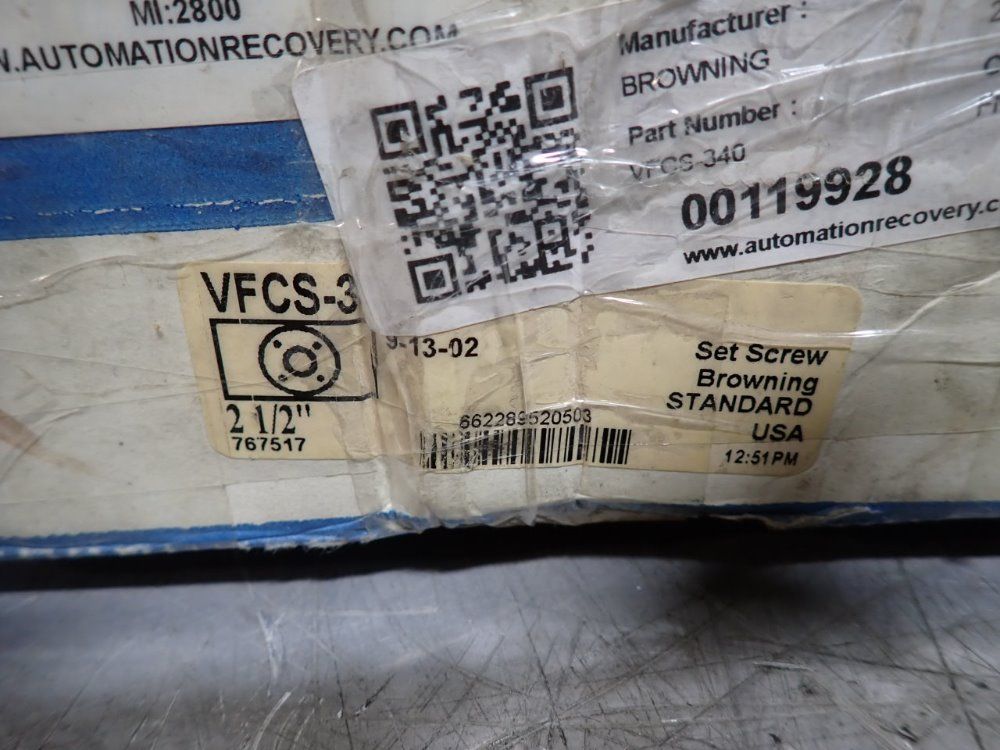 MI:2800
W.AUTOMATIONRECOVERY.COM
Manufacturer :
BROWNING
Part Number :
VFCS-340
00119928
www.automationrecovery.c
VFCS-3
9-13-02
2 1/2"
767517
662289520503
Set Screw
Browning
STANDARD
USA
12:51PM